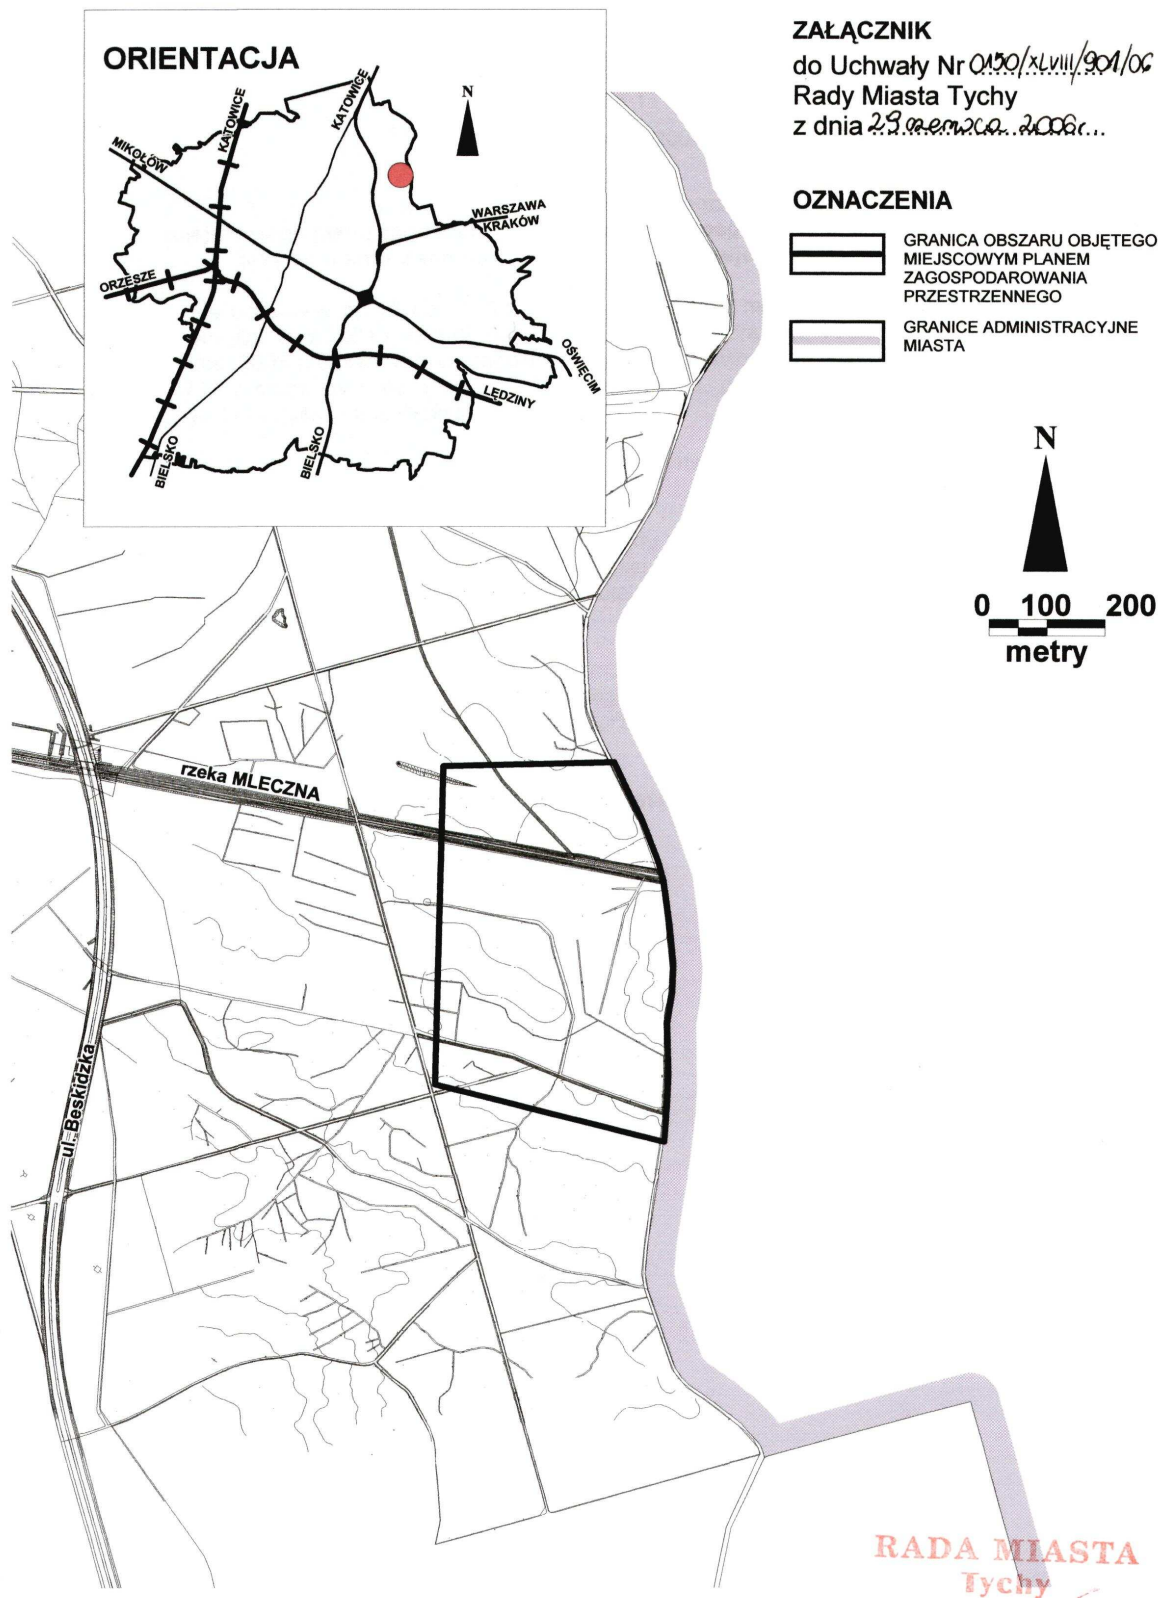 ORIENTACJA
KATOWICE
KATOWICE
N
MIKOŁÓW
WARSZAWA
KRAKÓW
ORZESZE
OŚWIĘCIM
LĘDZINY
BIELSKO
BIELSKO
ZAŁĄCZNIK
do Uchwały Nr 0150/XLVIII/901/06
Rady Miasta Tychy
z dnia 29 czerwca 2006r.
OZNACZENIA
GRANICA OBSZARU OBJĘTEGO
MIEJSCOWYM PLANEM
ZAGOSPODAROWANIA
PRZESTRZENNEGO
GRANICE ADMINISTRACYJNE
MIASTA
N
0 100 200
metry
rzeka MLECZNA
ul. Beskidzka
RADA MIASTA
Tychy